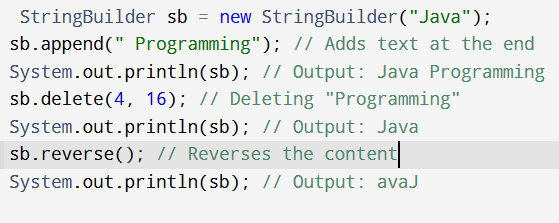 StringBuilder sb = new StringBuilder("Java");
sb.append(" Programming"); // Adds text at the end
System.out.println(sb); // Output: Java Programming
sb.delete(4, 16); // Deleting "Programming"
System.out.println(sb); // Output: Java
sb.reverse(); // Reverses the content
System.out.println(sb); // Output: avaJ